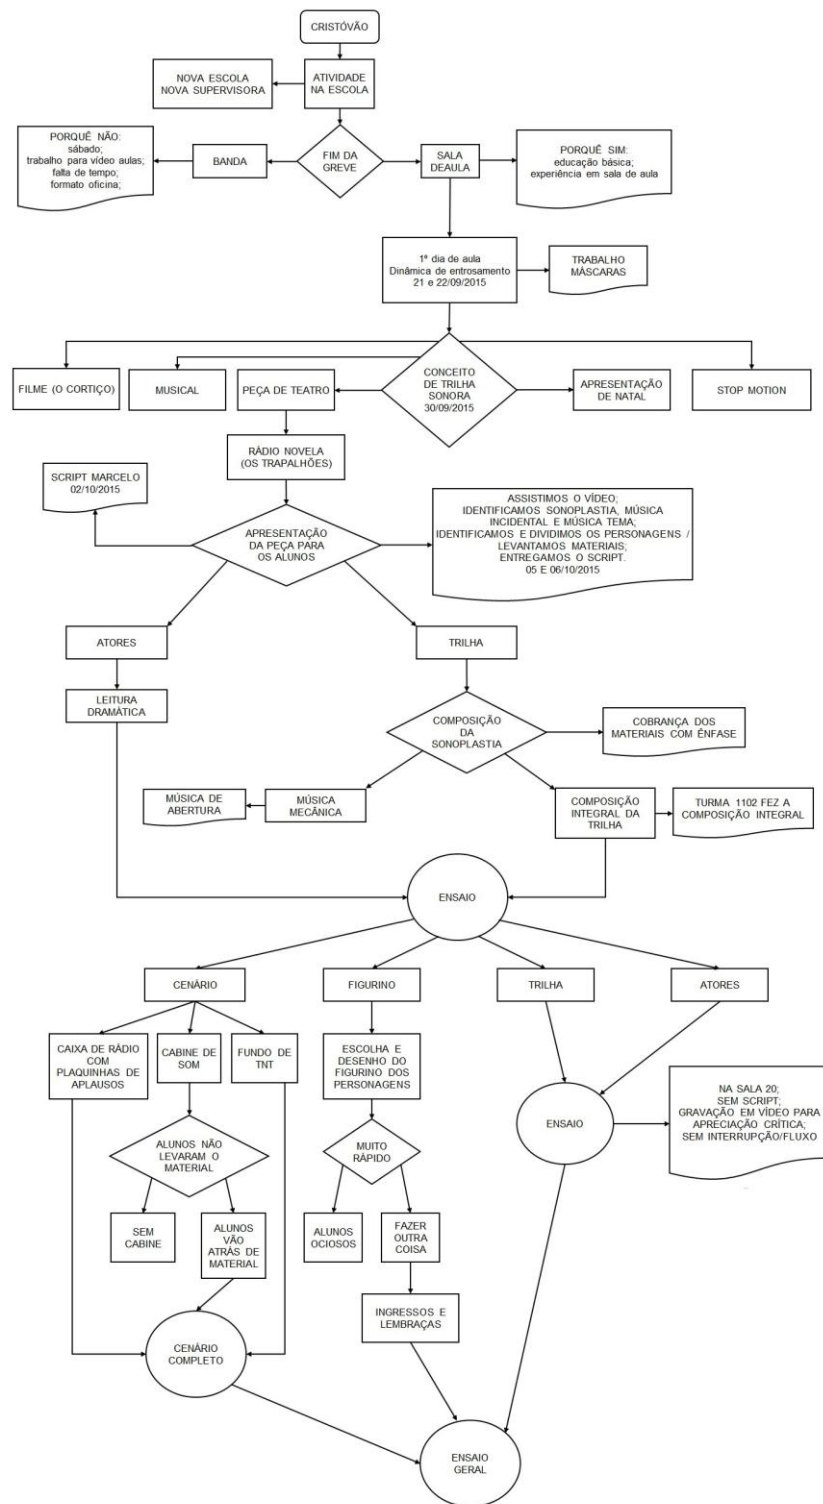 CRISTÓVÃO
NOVA ESCOLA
NOVA SUPERVISORA
ATIVIDADE
NA ESCOLA
PORQUÊ NÃO:
sábado;
trabalho para vídeo aulas;
falta de tempo;
formato oficina;
BANDA
FIM DA
GREVE
SALA
DEAULA
PORQUÊ SIM:
educação básica;
experiência em sala de aula
1º dia de aula
Dinâmica de entrosamento
21 e 22/09/2015
TRABALHO
MÁSCARAS
FILME (O CORTIÇO)
MUSICAL
PEÇA DE TEATRO
CONCEITO
DE TRILHA
SONORA
30/09/2015
APRESENTAÇÃO
DE NATAL
STOP MOTION
RÁDIO NOVELA
(OS TRAPALHÕES)
SCRIPT MARCELO
02/10/2015
APRESENTAÇÃO
DA PEÇA PARA
OS ALUNOS
ASSISTIMOS O VÍDEO;
IDENTIFICAMOS SONOPLASTIA, MÚSICA
INCIDENTAL E MÚSICA TEMA;
IDENTIFICAMOS E DIVIDIMOS OS PERSONAGENS /
LEVANTAMOS MATERIAIS;
ENTREGAMOS O SCRIPT.
05 E 06/10/2015
ATORES
TRILHA
LEITURA
DRAMÁTICA
COMPOSIÇÃO
DA
SONOPLASTIA
COBRANÇA DOS
MATERIAIS COM ÊNFASE
MÚSICA DE
ABERTURA
MÚSICA
MECÂNICA
COMPOSIÇÃO
INTEGRAL DA
TRILHA
TURMA 1102 FEZ A
COMPOSIÇÃO INTEGRAL
ENSAIO
CENÁRIO
FIGURINO
TRILHA
ATORES
CAIXA DE RÁDIO
COM
PLAQUINHAS DE
APLAUSOS
CABINE DE
SOM
FUNDO DE
TNT
ESCOLHA E
DESENHO DO
FIGURINO DOS
PERSONAGENS
ENSAIO
NA SALA 20;
SEM SCRIPT;
GRAVAÇÃO EM VÍDEO PARA
APRECIAÇÃO CRÍTICA;
SEM INTERRUPÇÃO/FLUXO
ALUNOS NÃO
LEVARAM O
MATERIAL
MUITO
RÁPIDO
SEM
CABINE
ALUNOS
VÃO
ATRÁS DE
MATERIAL
ALUNOS
OCIOSOS
FAZER
OUTRA
COISA
INGRESSOS E
LEMBRAÇAS
CENÁRIO
COMPLETO
ENSAIO
GERAL